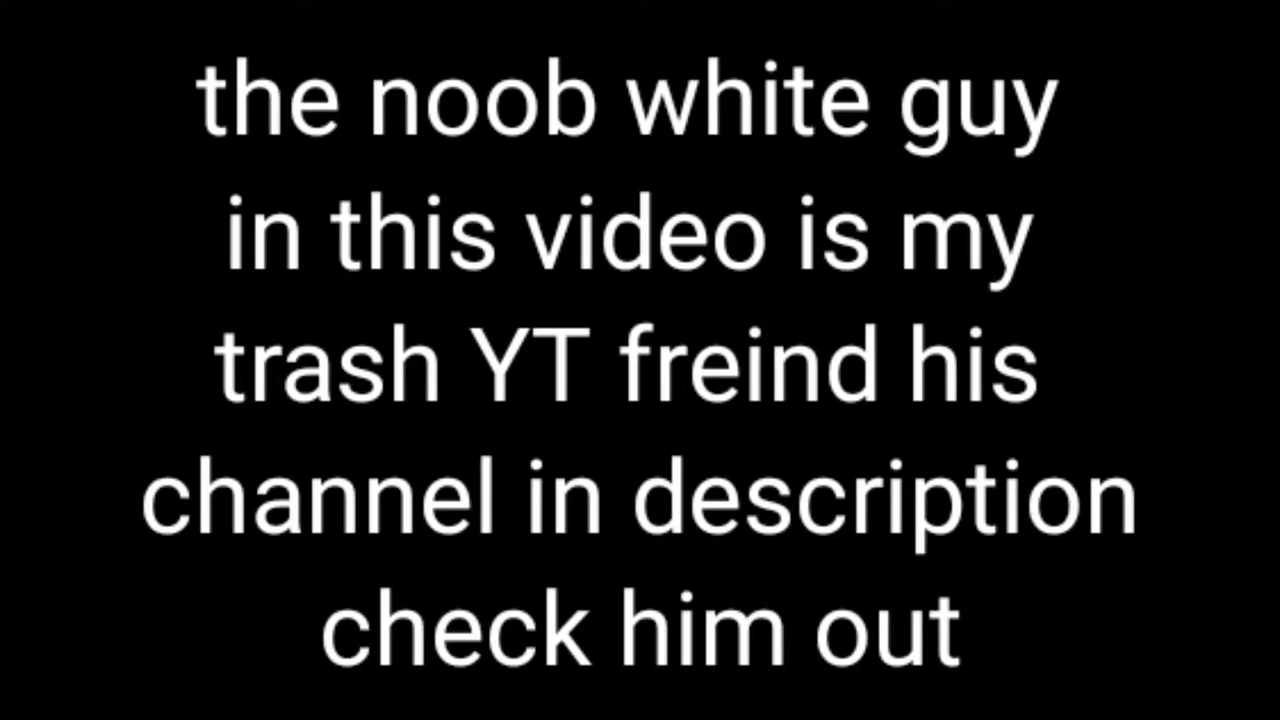 the noob white guy
in this video is my
trash YT freind his
channel in description
check him out